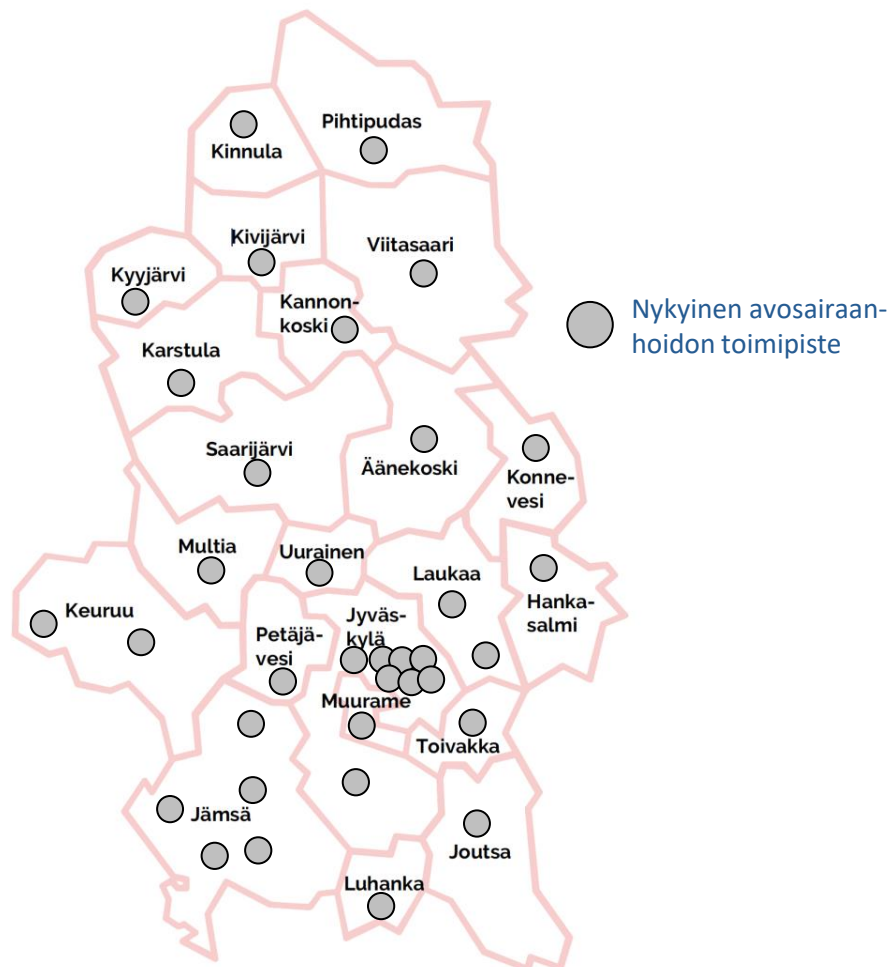 Pihtipudas
Kinnula
Kivijärvi
Viitasaari
Kyyjärvi
Kannon-
koski
Nykyinen avosairaan-
hoidon toimipiste
Karstula
Saarijärvi
Äänekoski
Konne-
vesi
Multia
Uurainen
Laukaa
Hanka-
salmi
Keuruu
Jyväs-
kylä
Petäjä-
vesi
Muurame
Toivakka
Jämsä
Joutsa
Luhanka